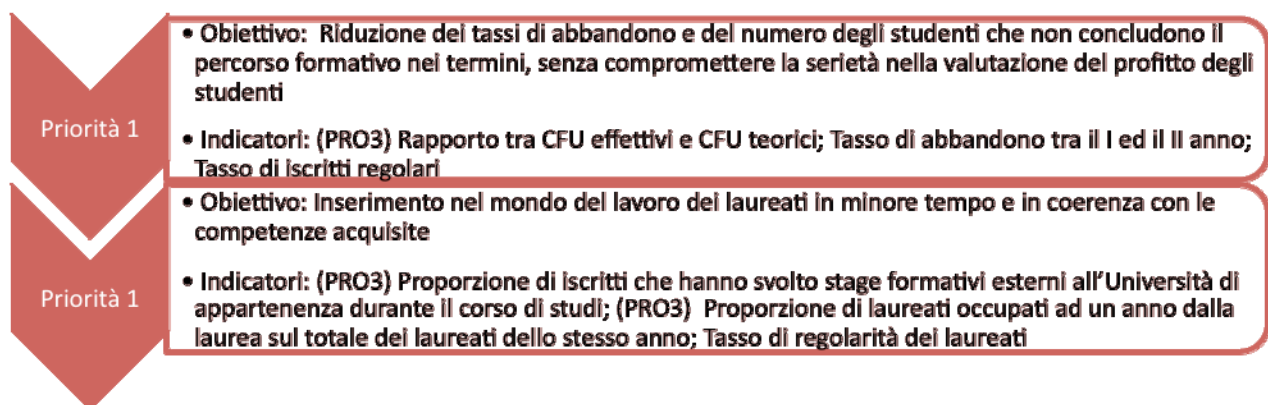 Priorità 1
• Obiettivo: Riduzione dei tassi di abbandono e del numero degli studenti che non concludono il
percorso formativo nei termini, senza compromettere la serietà nella valutazione del profitto degli
studenti
• Indicatori: (PRO3) Rapporto tra CFU effettivi e CFU teorici; Tasso di abbandono tra il I ed il II anno;
Tasso di iscritti regolari
Priorità 1
• Obiettivo: Inserimento nel mondo del lavoro dei laureati in minore tempo e in coerenza con le
competenze acquisite
• Indicatori: (PRO3) Proporzione di iscritti che hanno svolto stage formativi esterni all'Università di
appartenenza durante il corso di studi; (PRO3) Proporzione di laureati occupati ad un anno dalla
laurea sul totale dei laureati dello stesso anno; Tasso di regolarità dei laureati